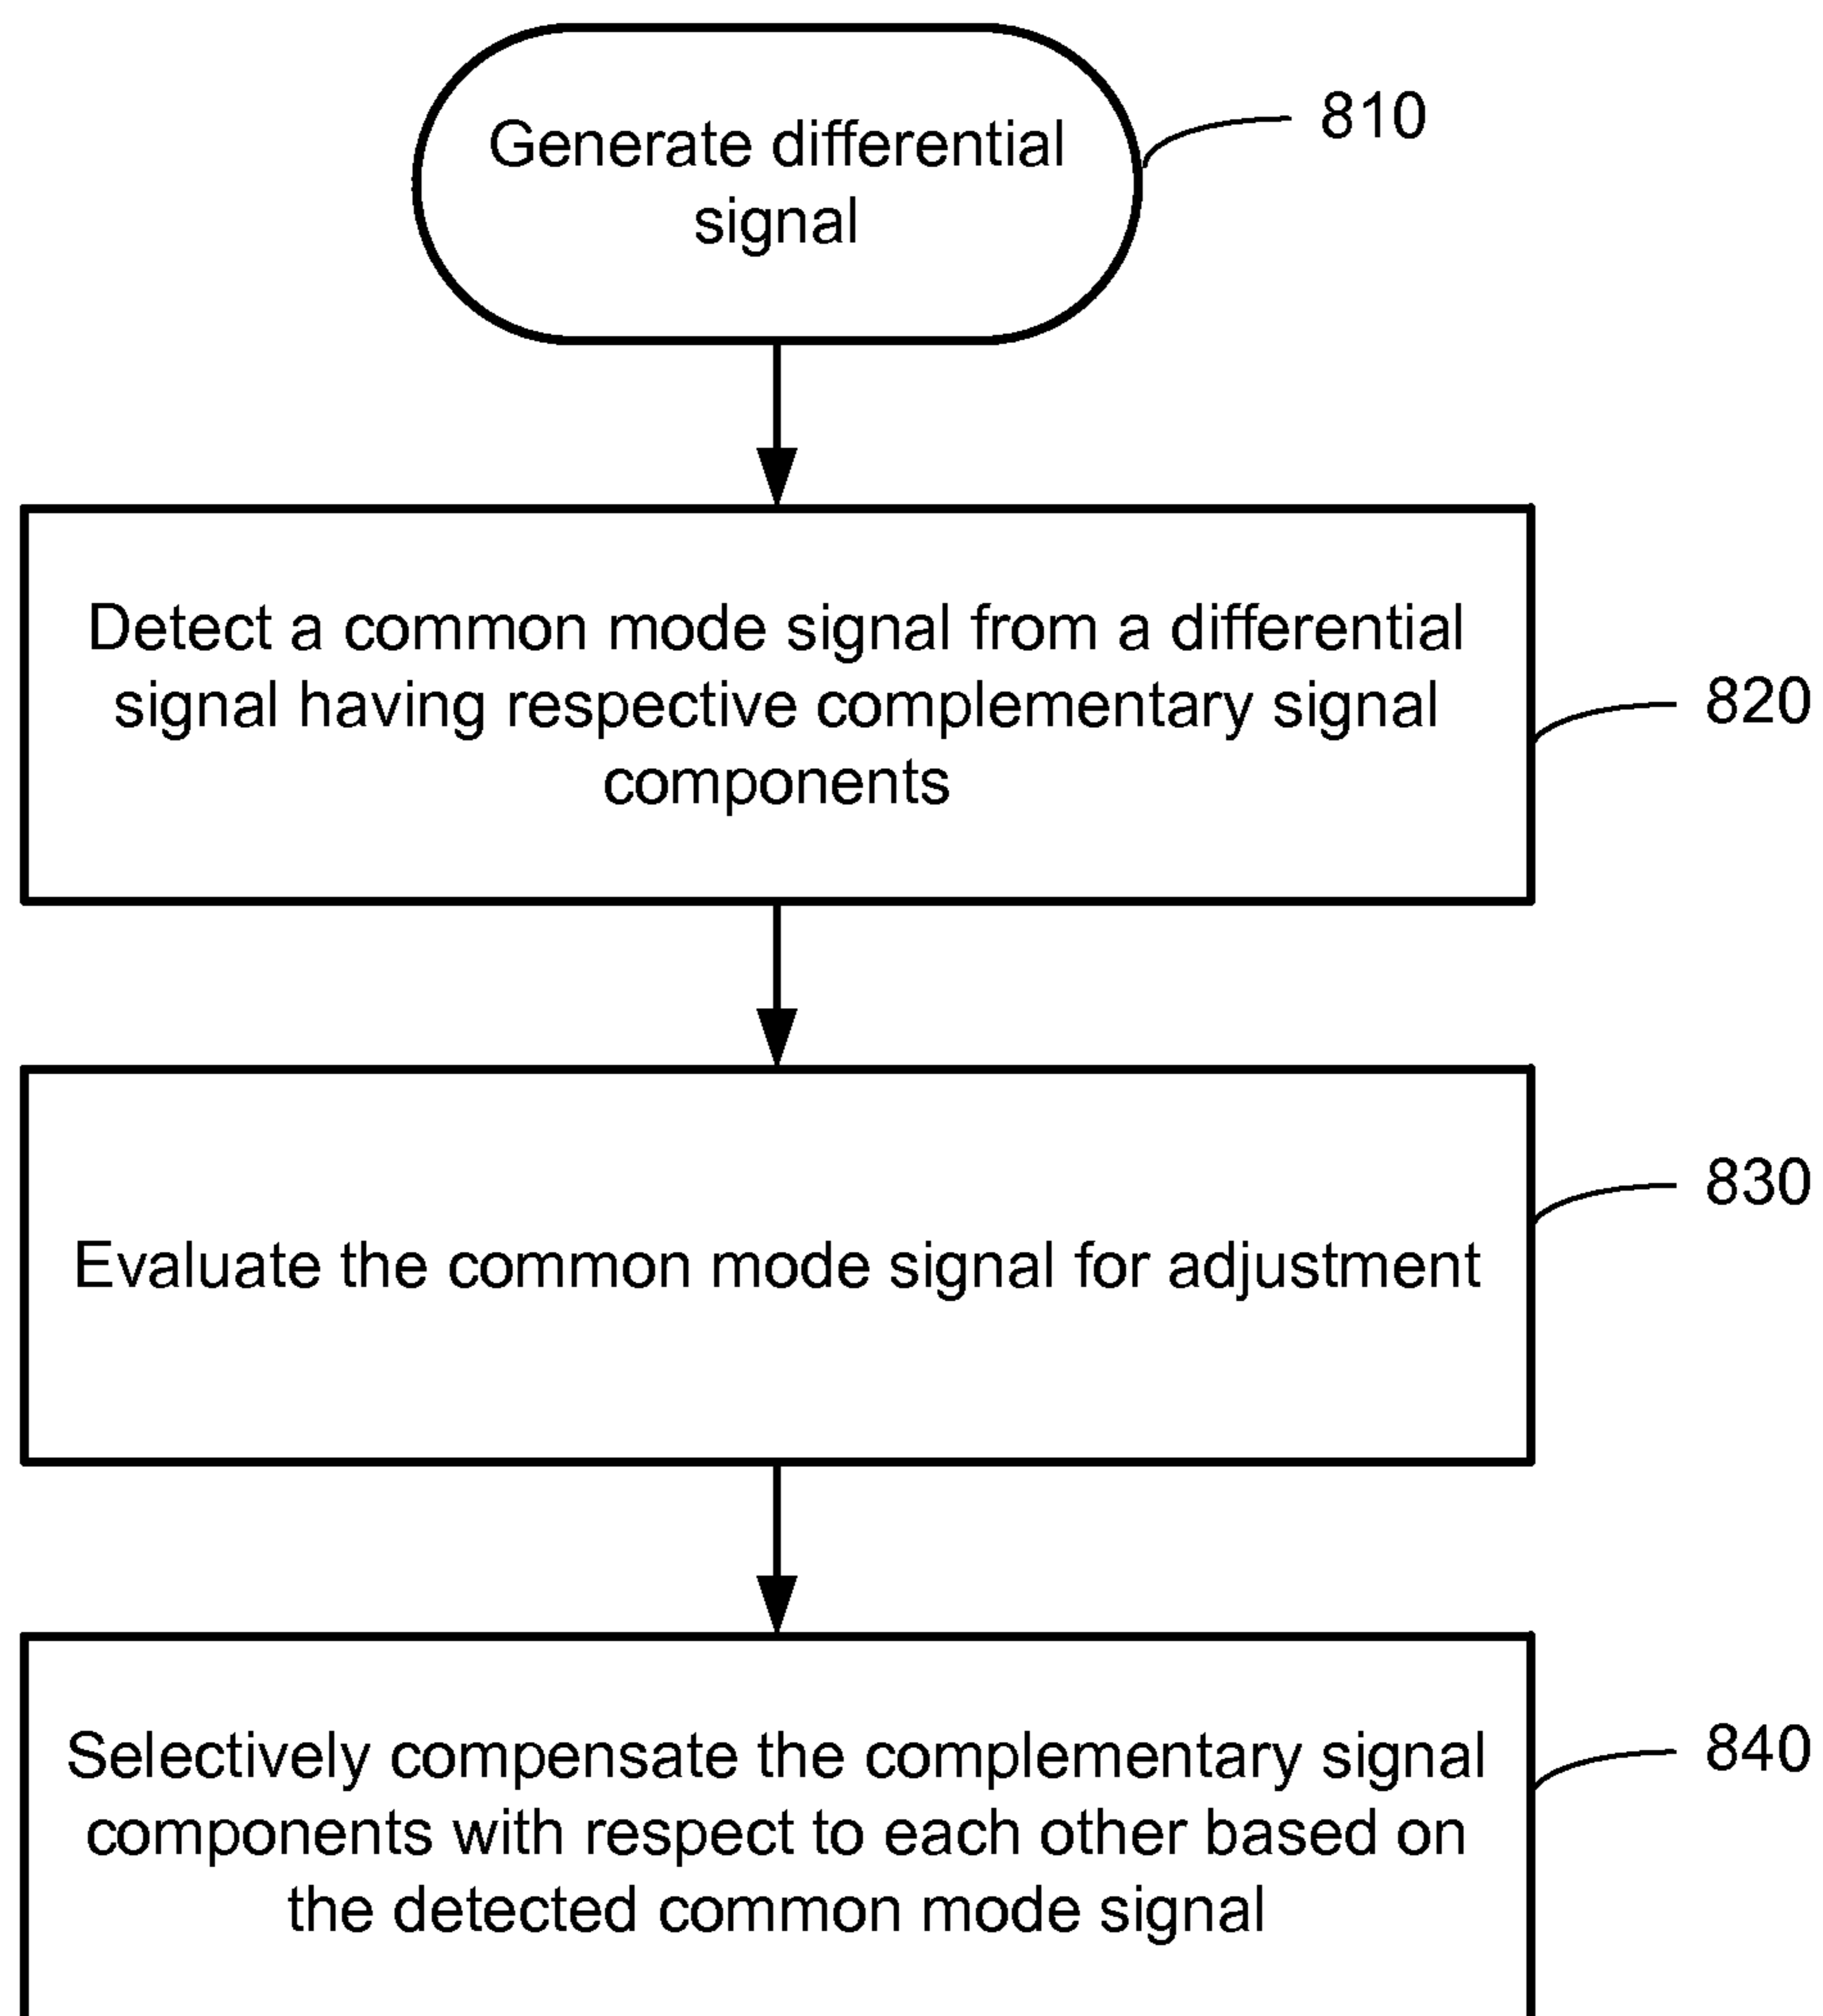 Generate differential
signal
810
Detect a common mode signal from a differential
signal having respective complementary signal
components
820
Evaluate the common mode signal for adjustment
830
Selectively compensate the complementary signal
components with respect to each other based on
the detected common mode signal
840